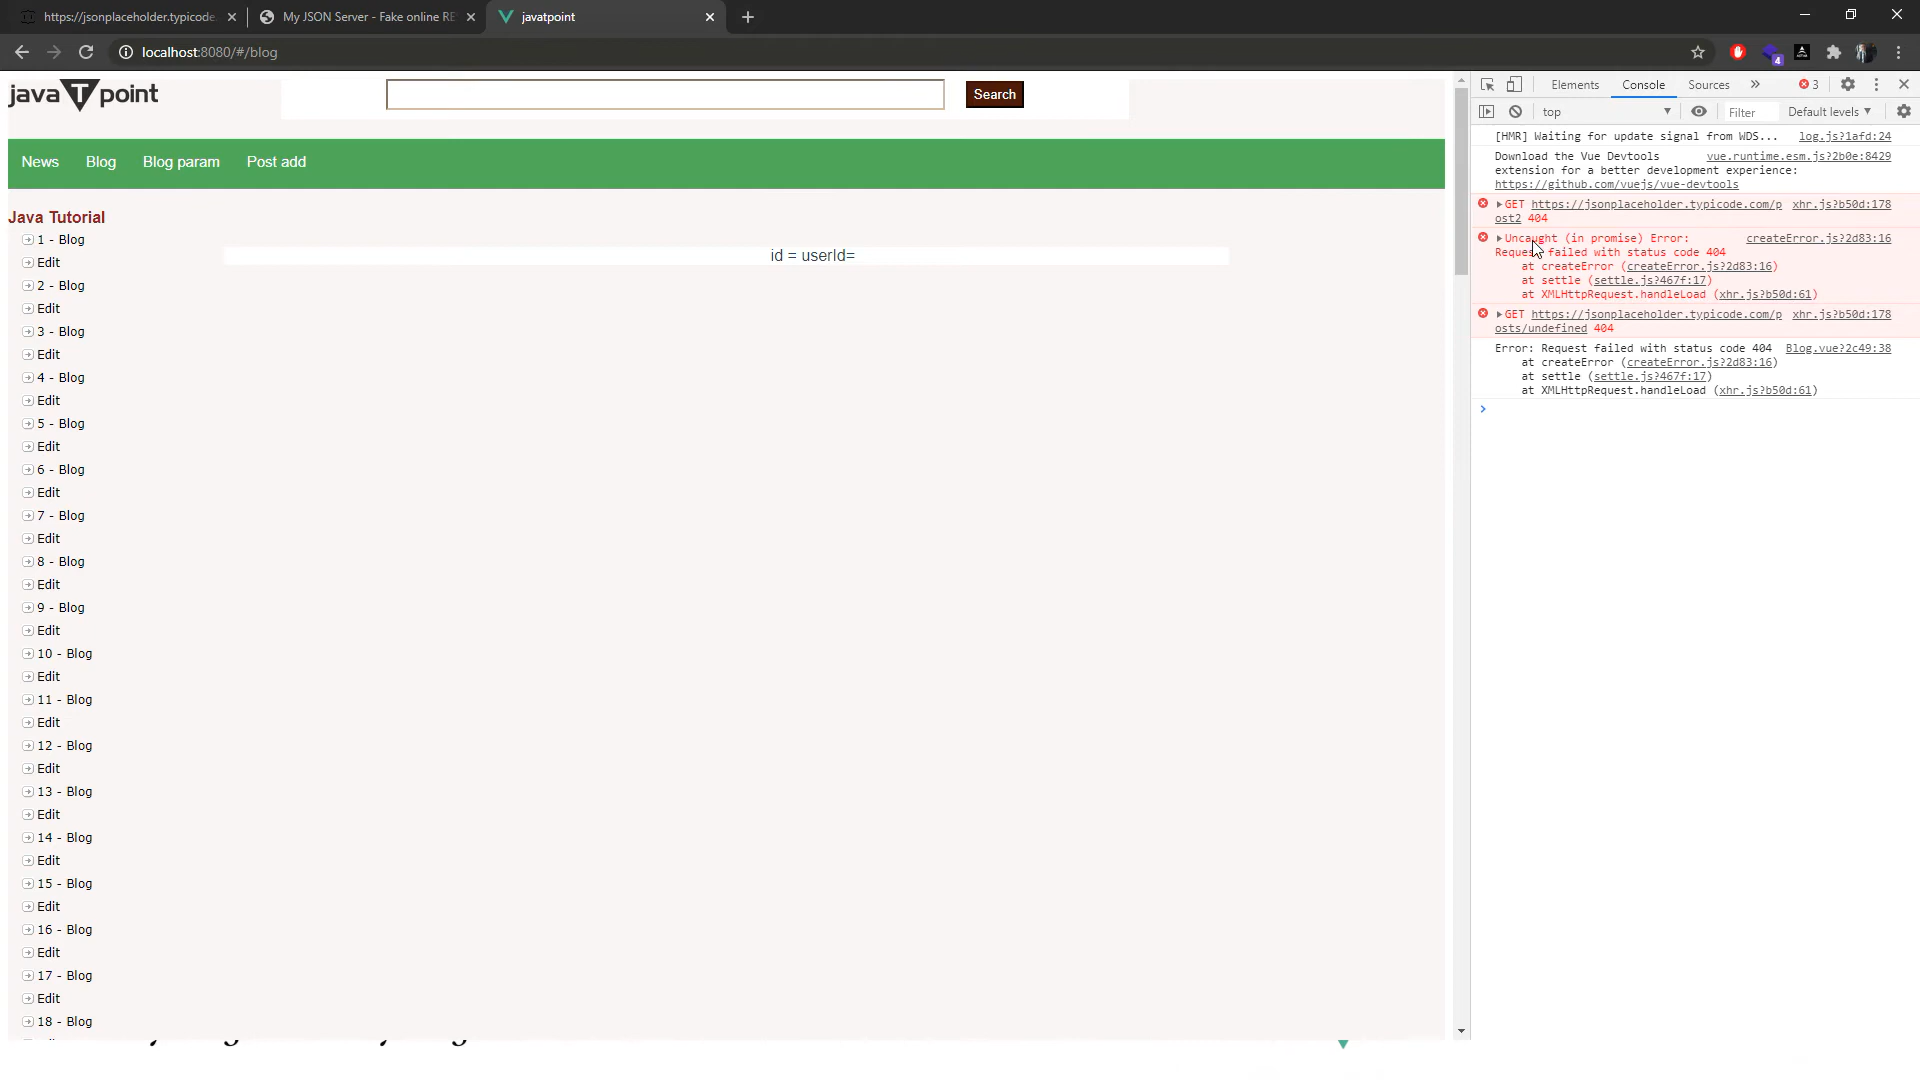 https://jsonplaceholder.typicode.
My JSON Server - Fake online RE
javatpoint
localhost:8080/#/blog
4
java T point
Search
News
Blog
Blog param
Post add
Java Tutorial
1 - Blog
Edit
2 - Blog
Edit
3 - Blog
Edit
4 - Blog
Edit
5 - Blog
Edit
6 - Blog
Edit
7 - Blog
Edit
8 - Blog
Edit
9 - Blog
Edit
10 - Blog
Edit
11 - Blog
Edit
12 - Blog
Edit
13 - Blog
Edit
14 - Blog
Edit
15 - Blog
Edit
16 - Blog
Edit
17 - Blog
Edit
18 - Blog
id = userId=
Elements
Console
Sources
3
top
Filter
Default levels
[HMR] Waiting for update signal from WDS... log.js?1afd:24
Download the Vue Devtools vue.runtime.esm.js?2b0e:8429
extension for a better development experience:
https://github.com/vuejs/vue-devtools
GET https://jsonplaceholder.typicode.com/p xhr.js?b50d:178
ost2 404
Uncaught (in promise) Error: createError.js?2d83:16
Request failed with status code 404
at createError (createError.js?2d83:16)
at settle (settle.js?467f:17)
at XMLHttpRequest.handleLoad (xhr.js?b50d:61)
GET https://jsonplaceholder.typicode.com/p xhr.js?b50d:178
osts/undefined 404
Error: Request failed with status code 404 Blog.vue?2c49:38
at createError (createError.js?2d83:16)
at settle (settle.js?467f:17)
at XMLHttpRequest.handleLoad (xhr.js?b50d:61)